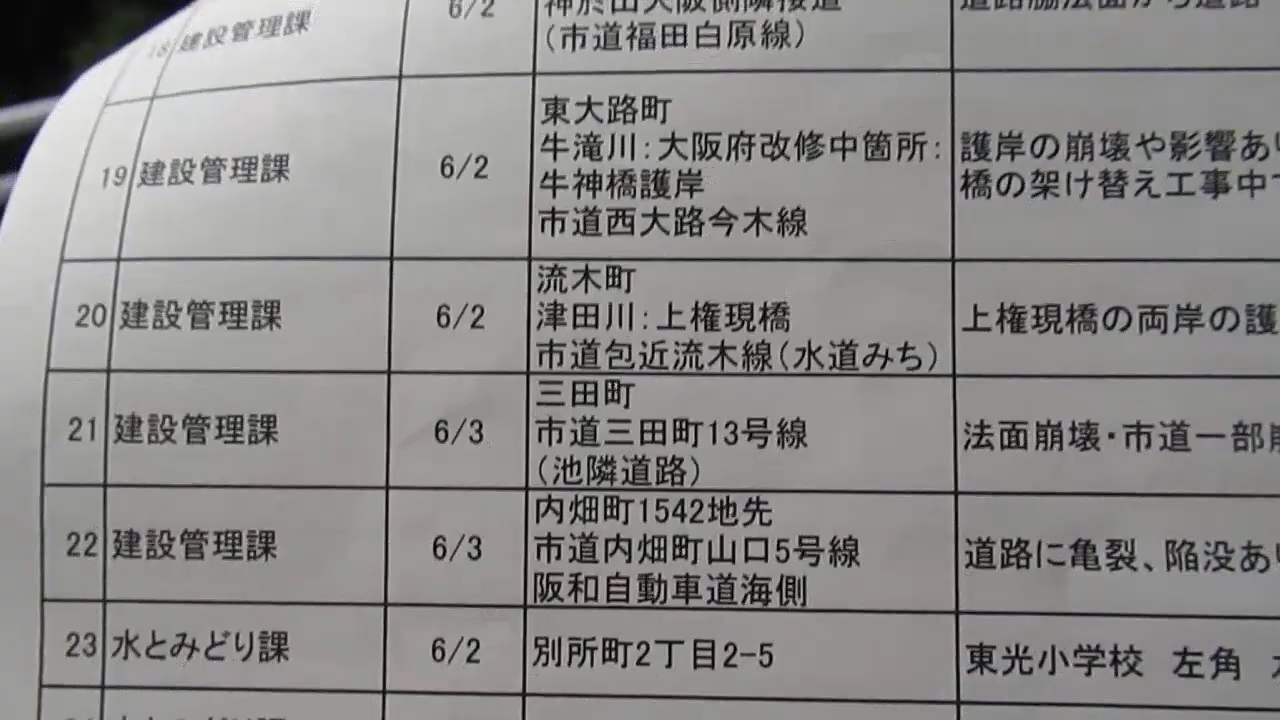 18 建設管理課 6/2
(市道福田白原線)
19 建設管理課 6/2
東大路町
牛滝川：大阪府改修中箇所：
牛神橋護岸
市道西大路今木線
護岸の崩壊や影響あ
橋の架け替え工事中
20 建設管理課 6/2
流木町
津田川：上権現橋
市道包近流木線（水道みち）
上権現橋の両岸の護
21 建設管理課 6/3
三田町
市道三田町13号線
（池隣道路）
法面崩壊・市道一部
22 建設管理課 6/3
内畑町1542地先
市道内畑町山口5号線
阪和自動車道海側
道路に亀裂、陥没あ
23 水とみどり課 6/2 別所町2丁目2-5 東光小学校 左角